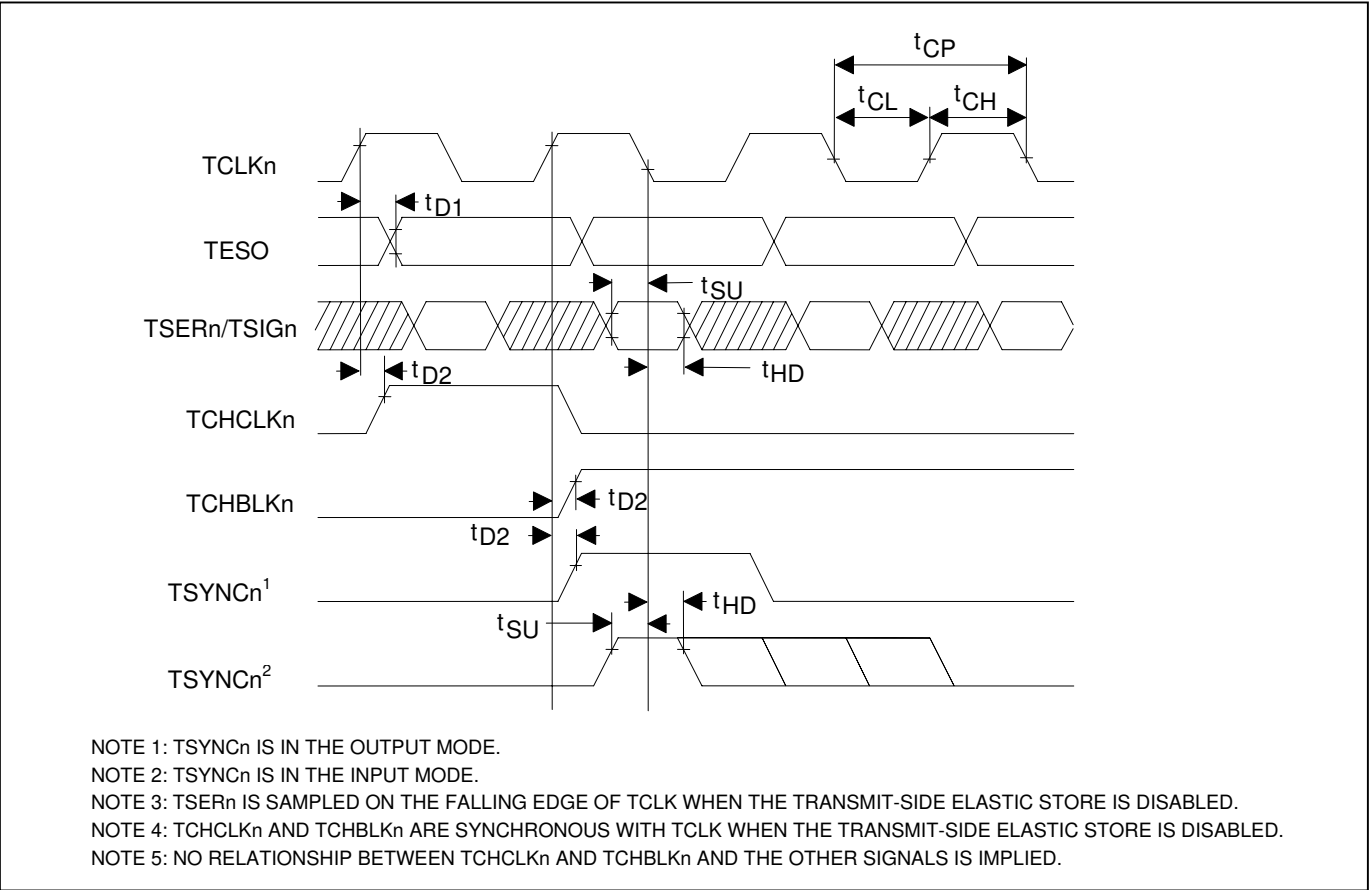 tCP
tCL tCH
TCLKn
tD1
TESO
tSU
TSERn/TSIGn
tD2 tHD
TCHCLKn
TCHBLKn tD2
tD2
TSYNCn1
tHD
tSU
TSYNCn2
NOTE 1: TSYNCn IS IN THE OUTPUT MODE.
NOTE 2: TSYNCn IS IN THE INPUT MODE.
NOTE 3: TSERn IS SAMPLED ON THE FALLING EDGE OF TCLK WHEN THE TRANSMIT-SIDE ELASTIC STORE IS DISABLED.
NOTE 4: TCHCLKn AND TCHBLKn ARE SYNCHRONOUS WITH TCLK WHEN THE TRANSMIT-SIDE ELASTIC STORE IS DISABLED.
NOTE 5: NO RELATIONSHIP BETWEEN TCHCLKn AND TCHBLKn AND THE OTHER SIGNALS IS IMPLIED.